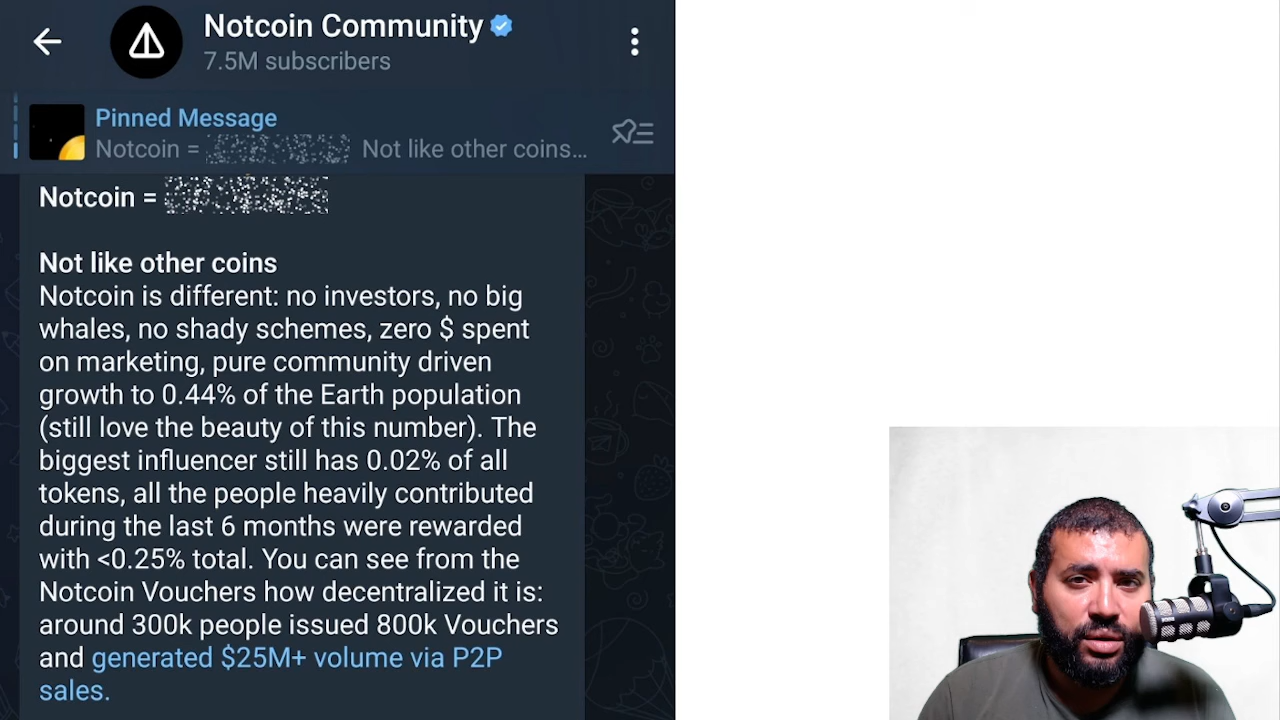 Notcoin Community
7.5M subscribers
Pinned Message
Notcoin = Not like other coins...
Notcoin =
Not like other coins
Notcoin is different: no investors, no big
whales, no shady schemes, zero $ spent
on marketing, pure community driven
growth to 0.44% of the Earth population
(still love the beauty of this number). The
biggest influencer still has 0.02% of all
tokens, all the people heavily contributed
during the last 6 months were rewarded
with <0.25% total. You can see from the
Notcoin Vouchers how decentralized it is:
around 300k people issued 800k Vouchers
and generated $25M+ volume via P2P
sales.